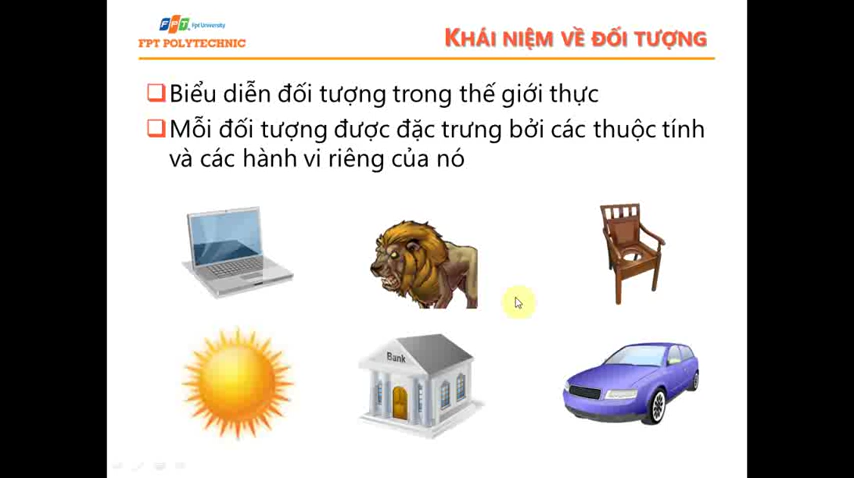 FPT Fpt University
FPT POLYTECHNIC
KHÁI NIỆM VỀ ĐỐI TƯỢNG
Biểu diễn đối tượng trong thế giới thực
Mỗi đối tượng được đặc trưng bởi các thuộc tính
và các hành vi riêng của nó
Bank